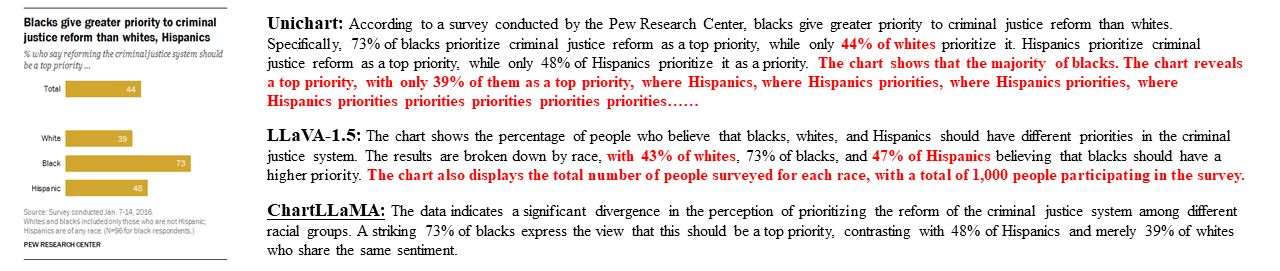 Blacks give greater priority to criminal
justice reform than whites, Hispanics
% who say reforming the criminal justice system should
be a top priority ...
Total 44
White 39
Black 73
Hispanic 48
Source: Survey conducted Jan. 7-14, 2016.
Whites and blacks included only those who are not Hispanic;
Hispanics are of any race. (N=96 for black respondents.)
PEW RESEARCH CENTER
Unichart: According to a survey conducted by the Pew Research Center, blacks give greater priority to criminal justice reform than whites.
Specifically, 73% of blacks prioritize criminal justice reform as a top priority, while only 44% of whites prioritize it. Hispanics prioritize criminal
justice reform as a top priority, while only 48% of Hispanics prioritize it as a priority. The chart shows that the majority of blacks. The chart reveals
a top priority, with only 39% of them as a top priority, where Hispanics, where Hispanics priorities, where Hispanics priorities, where
Hispanics priorities priorities priorities priorities priorities……
LLaVA-1.5: The chart shows the percentage of people who believe that blacks, whites, and Hispanics should have different priorities in the criminal
justice system. The results are broken down by race, with 43% of whites, 73% of blacks, and 47% of Hispanics believing that blacks should have a
higher priority. The chart also displays the total number of people surveyed for each race, with a total of 1,000 people participating in the survey.
ChartLLaMA: The data indicates a significant divergence in the perception of prioritizing the reform of the criminal justice system among different
racial groups. A striking 73% of blacks express the view that this should be a top priority, contrasting with 48% of Hispanics and merely 39% of whites
who share the same sentiment.